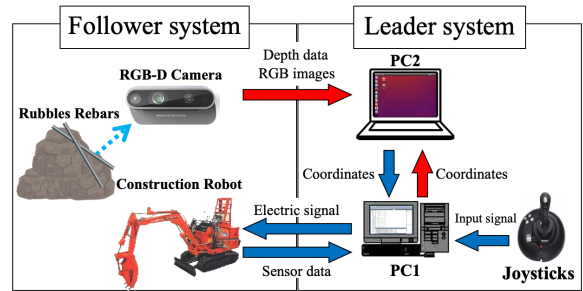 Follower system
Leader system
RGB-D Camera
Depth data
RGB images
PC2
Rubbles Rebars
Coordinates
Coordinates
Construction Robot
Electric signal
Input signal
Sensor data
PC1
Joysticks